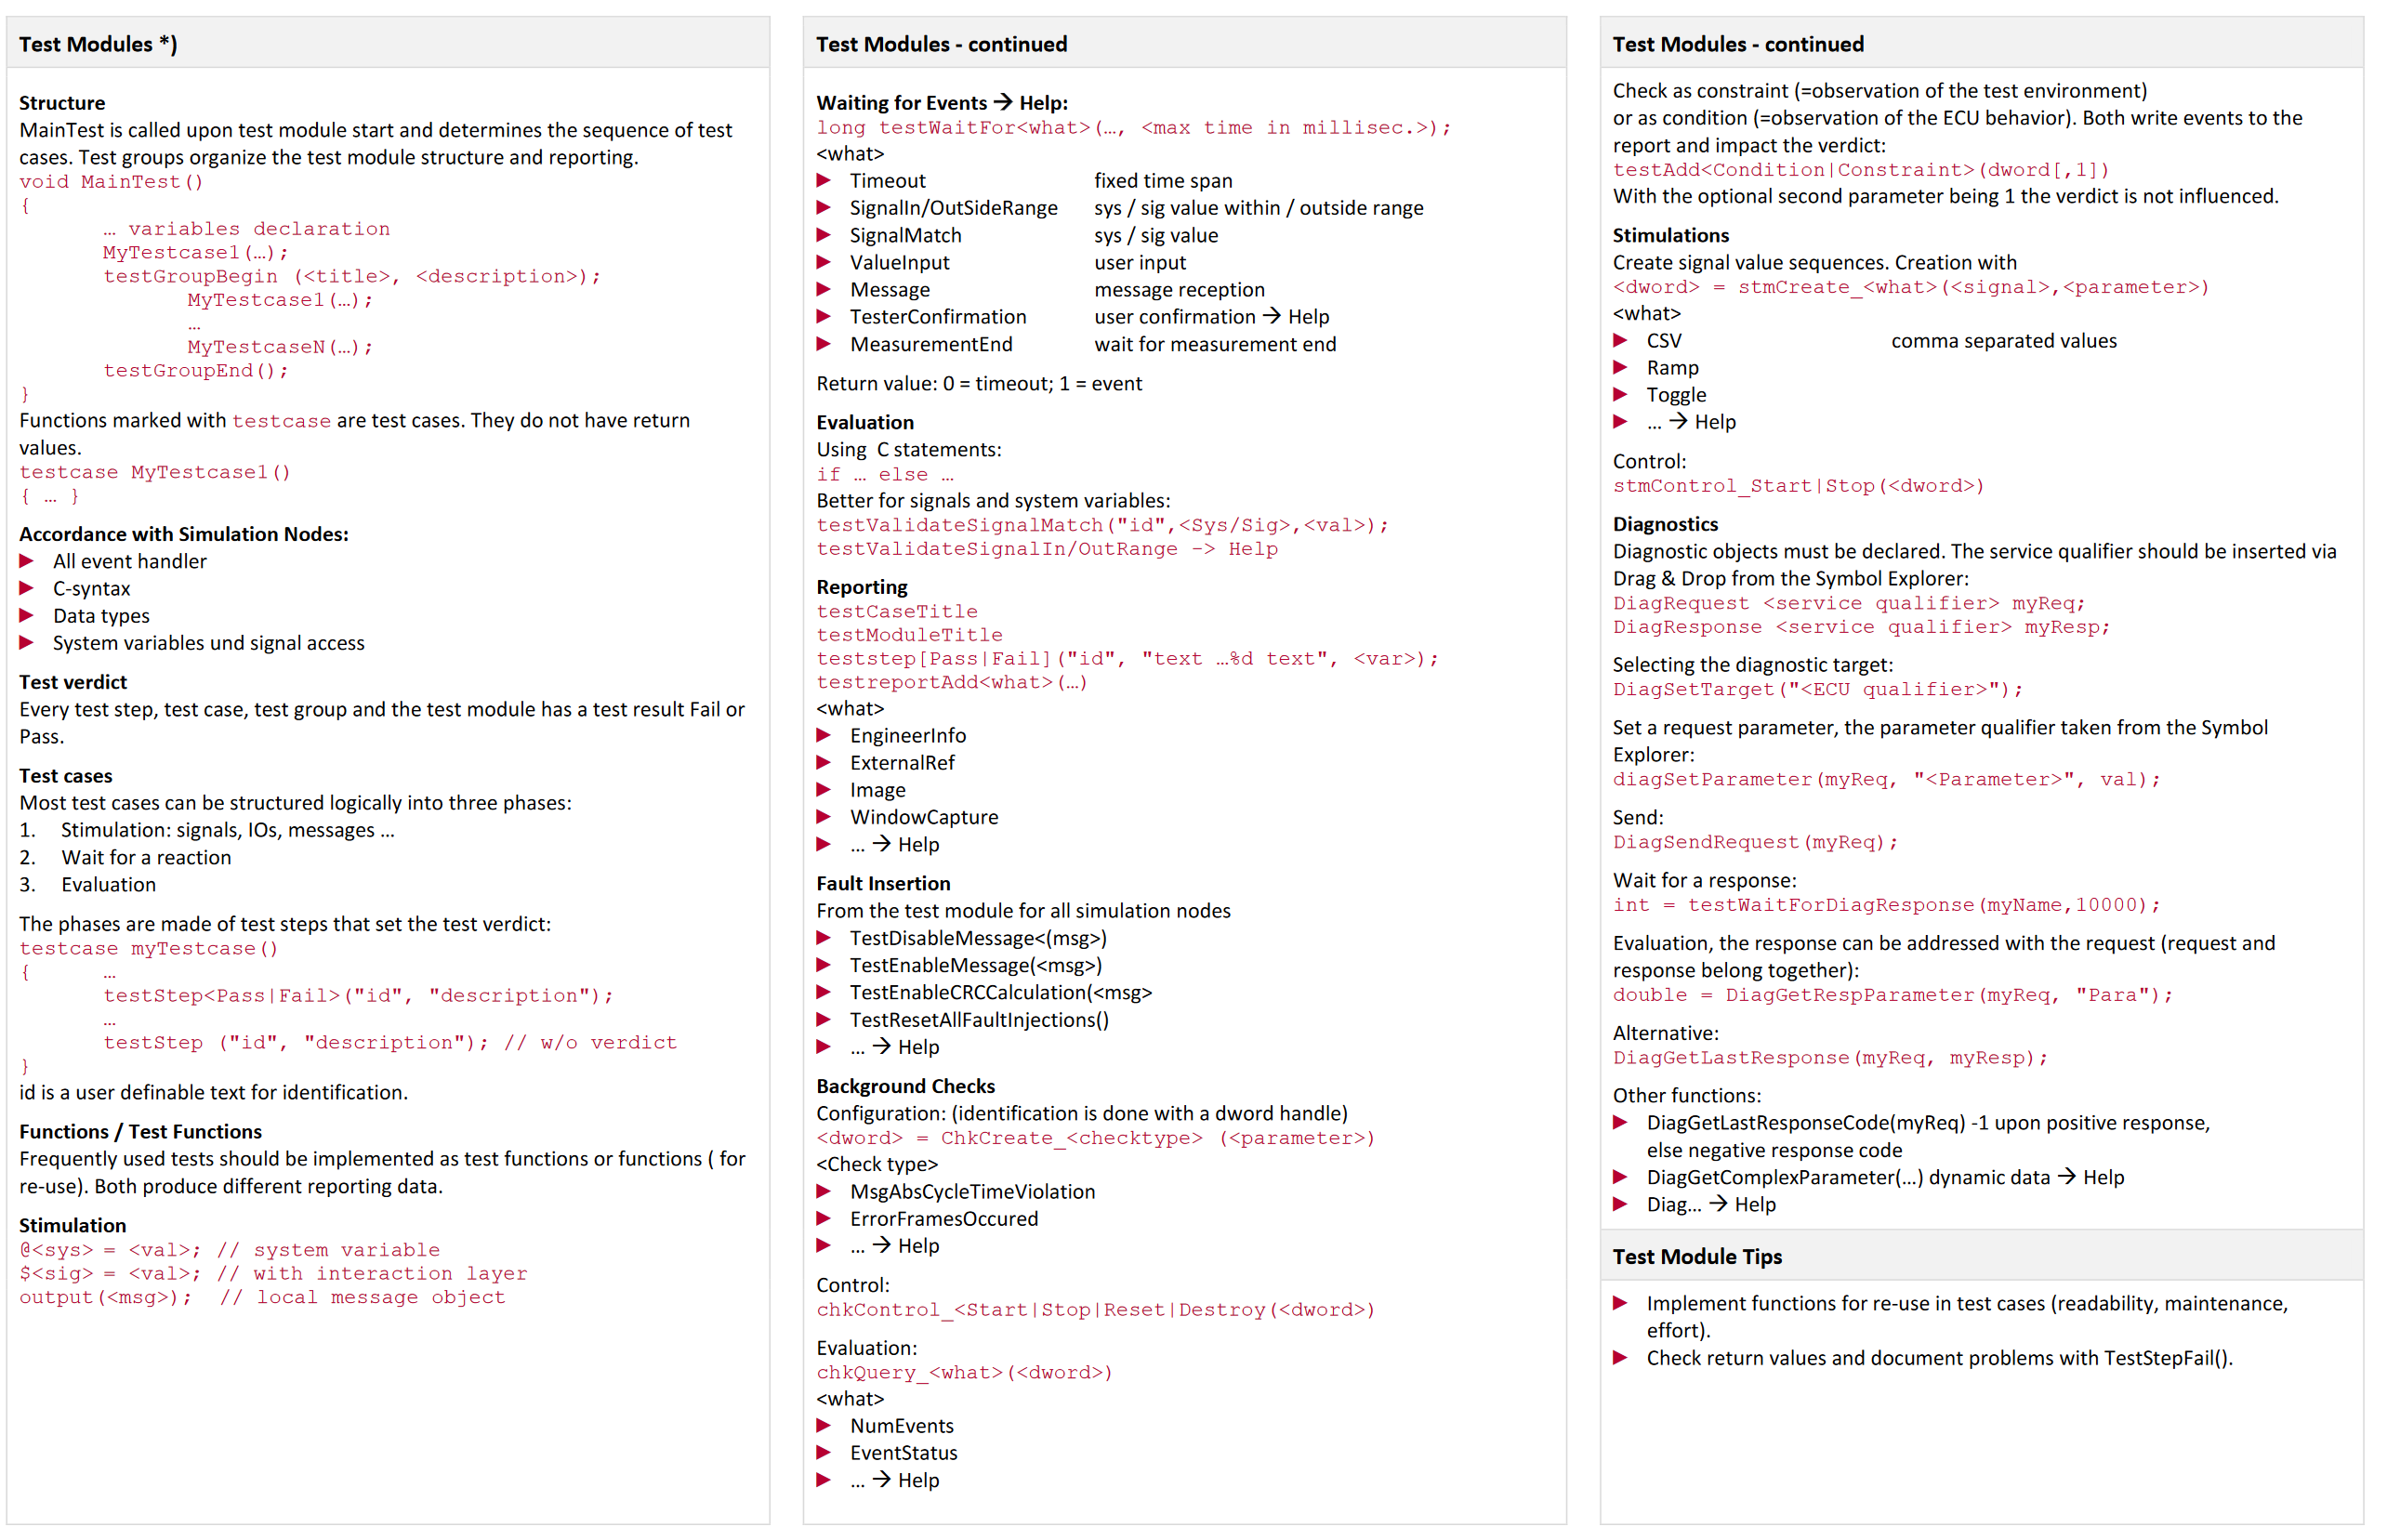 Test Modules *)
Structure
MainTest is called upon test module start and determines the sequence of test
cases. Test groups organize the test module structure and reporting.
void MainTest()
{
… variables declaration
MyTestcase1(…);
testGroupBegin (<title>, <description>);
MyTestcase1(…);
…
MyTestcaseN(…);
testGroupEnd();
}
Functions marked with testcase are test cases. They do not have return
values.
testcase MyTestcase1()
{ … }
Accordance with Simulation Nodes:
► All event handler
► C-syntax
► Data types
► System variables und signal access
Test verdict
Every test step, test case, test group and the test module has a test result Fail or
Pass.
Test cases
Most test cases can be structured logically into three phases:
1. Stimulation: signals, IOs, messages …
2. Wait for a reaction
3. Evaluation
The phases are made of test steps that set the test verdict:
testcase myTestcase()
{ …
testStep<Pass|Fail>("id", "description");
…
testStep ("id", "description"); // w/o verdict
}
id is a user definable text for identification.
Functions / Test Functions
Frequently used tests should be implemented as test functions or functions ( for
re-use). Both produce different reporting data.
Stimulation
@<sys> = <val>; // system variable
$<sig> = <val>; // with interaction layer
output(<msg>); // local message object
Test Modules - continued
Waiting for Events → Help:
long testWaitFor<what>(…, <max time in millisec.>);
<what>
► Timeout fixed time span
► SignalIn/OutSideRange sys / sig value within / outside range
► SignalMatch sys / sig value
► ValueInput user input
► Message message reception
► TesterConfirmation user confirmation → Help
► MeasurementEnd wait for measurement end
Return value: 0 = timeout; 1 = event
Evaluation
Using C statements:
if … else …
Better for signals and system variables:
testValidateSignalMatch("id",<Sys/Sig>,<val>);
testValidateSignalIn/OutRange -> Help
Reporting
testCaseTitle
testModuleTitle
teststep[Pass|Fail]("id", "text …%d text", <var>);
testreportAdd<what>(…)
<what>
► EngineerInfo
► ExternalRef
► Image
► WindowCapture
► … → Help
Fault Insertion
From the test module for all simulation nodes
► TestDisableMessage<(msg>)
► TestEnableMessage(<msg>)
► TestEnableCRCCalculation(<msg>
► TestResetAllFaultInjections()
► … → Help
Background Checks
Configuration: (identification is done with a dword handle)
<dword> = ChkCreate_<checktype> (<parameter>)
<Check type>
► MsgAbsCycleTimeViolation
► ErrorFramesOccured
► … → Help
Control:
chkControl_<Start|Stop|Reset|Destroy(<dword>)
Evaluation:
chkQuery_<what>(<dword>)
<what>
► NumEvents
► EventStatus
► … → Help
Test Modules - continued
Check as constraint (=observation of the test environment)
or as condition (=observation of the ECU behavior). Both write events to the
report and impact the verdict:
testAdd<Condition|Constraint>(dword[,1])
With the optional second parameter being 1 the verdict is not influenced.
Stimulations
Create signal value sequences. Creation with
<dword> = stmCreate_<what>(<signal>,<parameter>)
<what>
► CSV comma separated values
► Ramp
► Toggle
► … → Help
Control:
stmControl_Start|Stop(<dword>)
Diagnostics
Diagnostic objects must be declared. The service qualifier should be inserted via
Drag & Drop from the Symbol Explorer:
DiagRequest <service qualifier> myReq;
DiagResponse <service qualifier> myResp;
Selecting the diagnostic target:
DiagSetTarget("<ECU qualifier>");
Set a request parameter, the parameter qualifier taken from the Symbol
Explorer:
diagSetParameter(myReq, "<Parameter>", val);
Send:
DiagSendRequest(myReq);
Wait for a response:
int = testWaitForDiagResponse(myName,10000);
Evaluation, the response can be addressed with the request (request and
response belong together):
double = DiagGetRespParameter(myReq, "Para");
Alternative:
DiagGetLastResponse(myReq, myResp);
Other functions:
► DiagGetLastResponseCode(myReq) -1 upon positive response,
else negative response code
► DiagGetComplexParameter(…) dynamic data → Help
► Diag… → Help
Test Module Tips
► Implement functions for re-use in test cases (readability, maintenance,
effort).
► Check return values and document problems with TestStepFail().